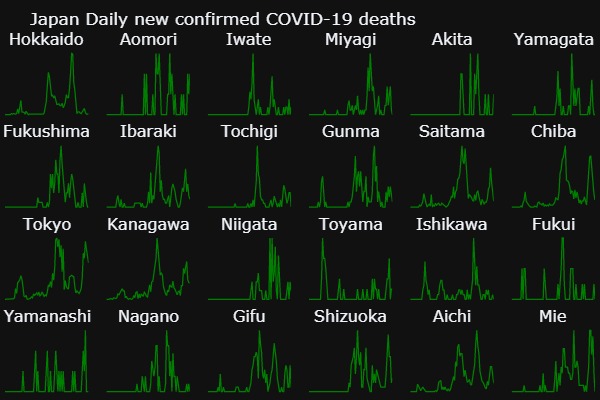 Japan Daily new confirmed COVID-19 deaths
Hokkaido Aomori Iwate Miyagi Akita Yamagata
Fukushima Ibaraki Tochigi Gunma Saitama Chiba
Tokyo Kanagawa Niigata Toyama Ishikawa Fukui
Yamanashi Nagano Gifu Shizuoka Aichi Mie